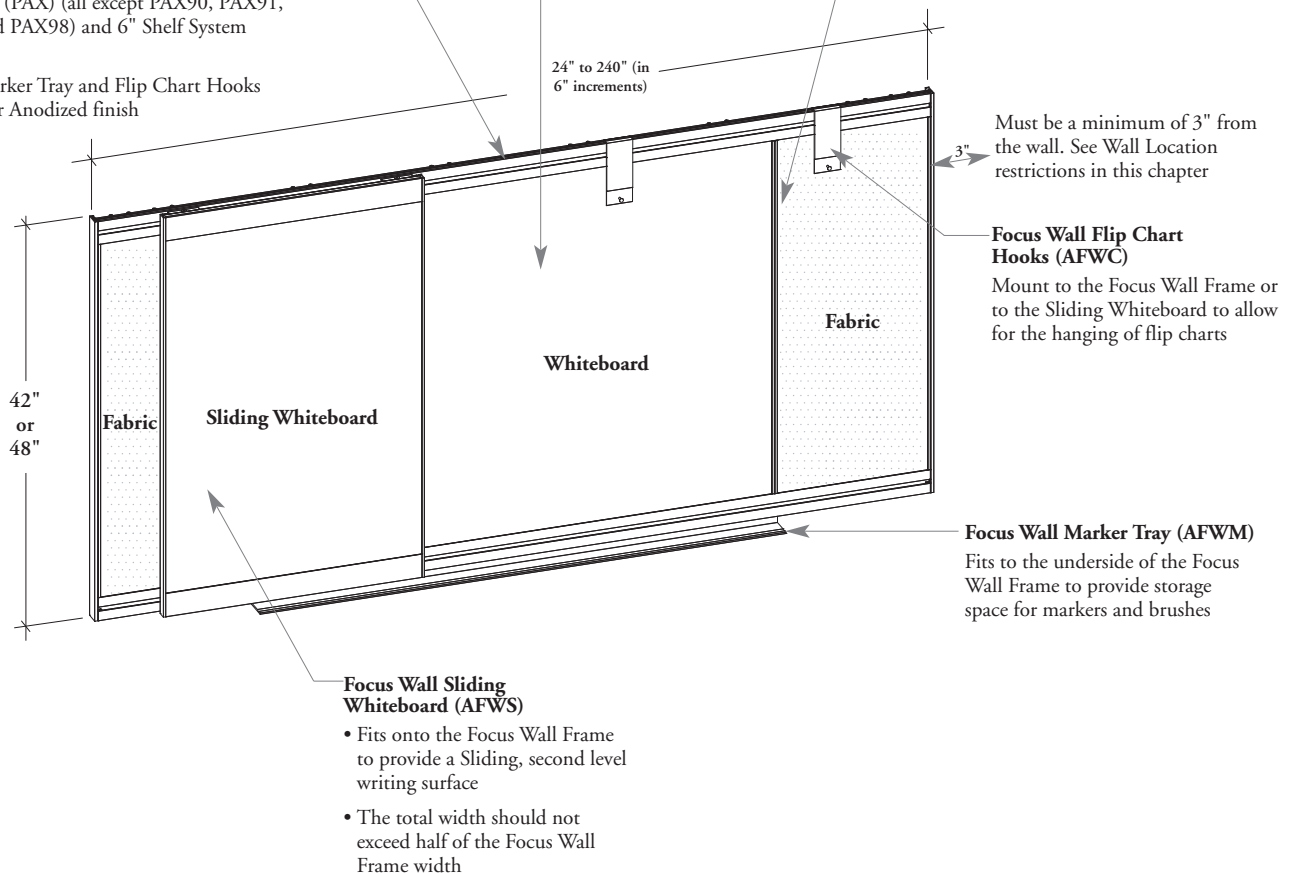 (PAX) (all except PAX90, PAX91,
PAX98) and 6" Shelf System
Tray and Flip Chart Hooks
Anodized finish
24" to 240" (in
6" increments)
Must be a minimum of 3" from
the wall. See Wall Location
restrictions in this chapter
3"
Focus Wall Flip Chart
Hooks (AFWC)
Mount to the Focus Wall Frame or
to the Sliding Whiteboard to allow
for the hanging of flip charts
Fabric
Whiteboard
Sliding Whiteboard
Fabric
42"
or
48"
Focus Wall Marker Tray (AFWM)
Fits to the underside of the Focus
Wall Frame to provide storage
space for markers and brushes
Focus Wall Sliding
Whiteboard (AFWS)
• Fits onto the Focus Wall Frame
to provide a Sliding, second level
writing surface
• The total width should not
exceed half of the Focus Wall
Frame width